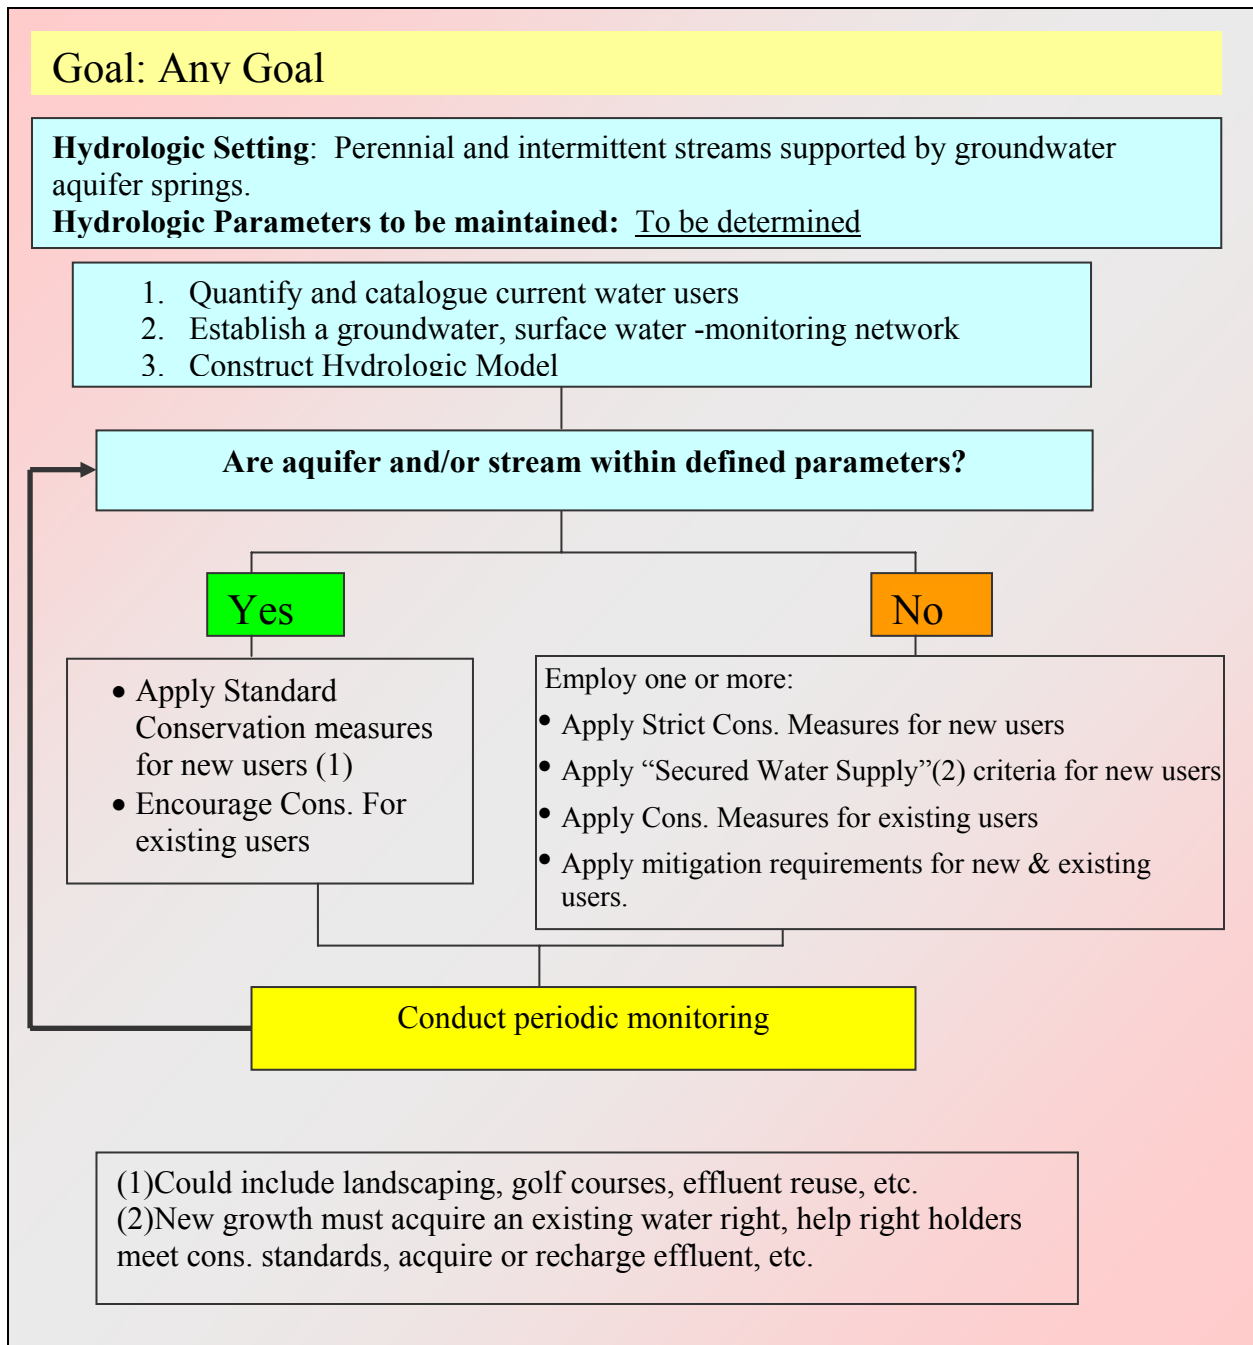 Goal: Any Goal
Hydrologic Setting: Perennial and intermittent streams supported by groundwater
aquifer springs.
Hydrologic Parameters to be maintained: To be determined
1. Quantify and catalogue current water users
2. Establish a groundwater, surface water -monitoring network
3. Construct Hydrologic Model
Are aquifer and/or stream within defined parameters?
Yes
No
• Apply Standard
Conservation measures
for new users (1)
• Encourage Cons. For
existing users
Employ one or more:
• Apply Strict Cons. Measures for new users
• Apply “Secured Water Supply”(2) criteria for new users
• Apply Cons. Measures for existing users
• Apply mitigation requirements for new & existing
users.
Conduct periodic monitoring
(1)Could include landscaping, golf courses, effluent reuse, etc.
(2)New growth must acquire an existing water right, help right holders
meet cons. standards, acquire or recharge effluent, etc.